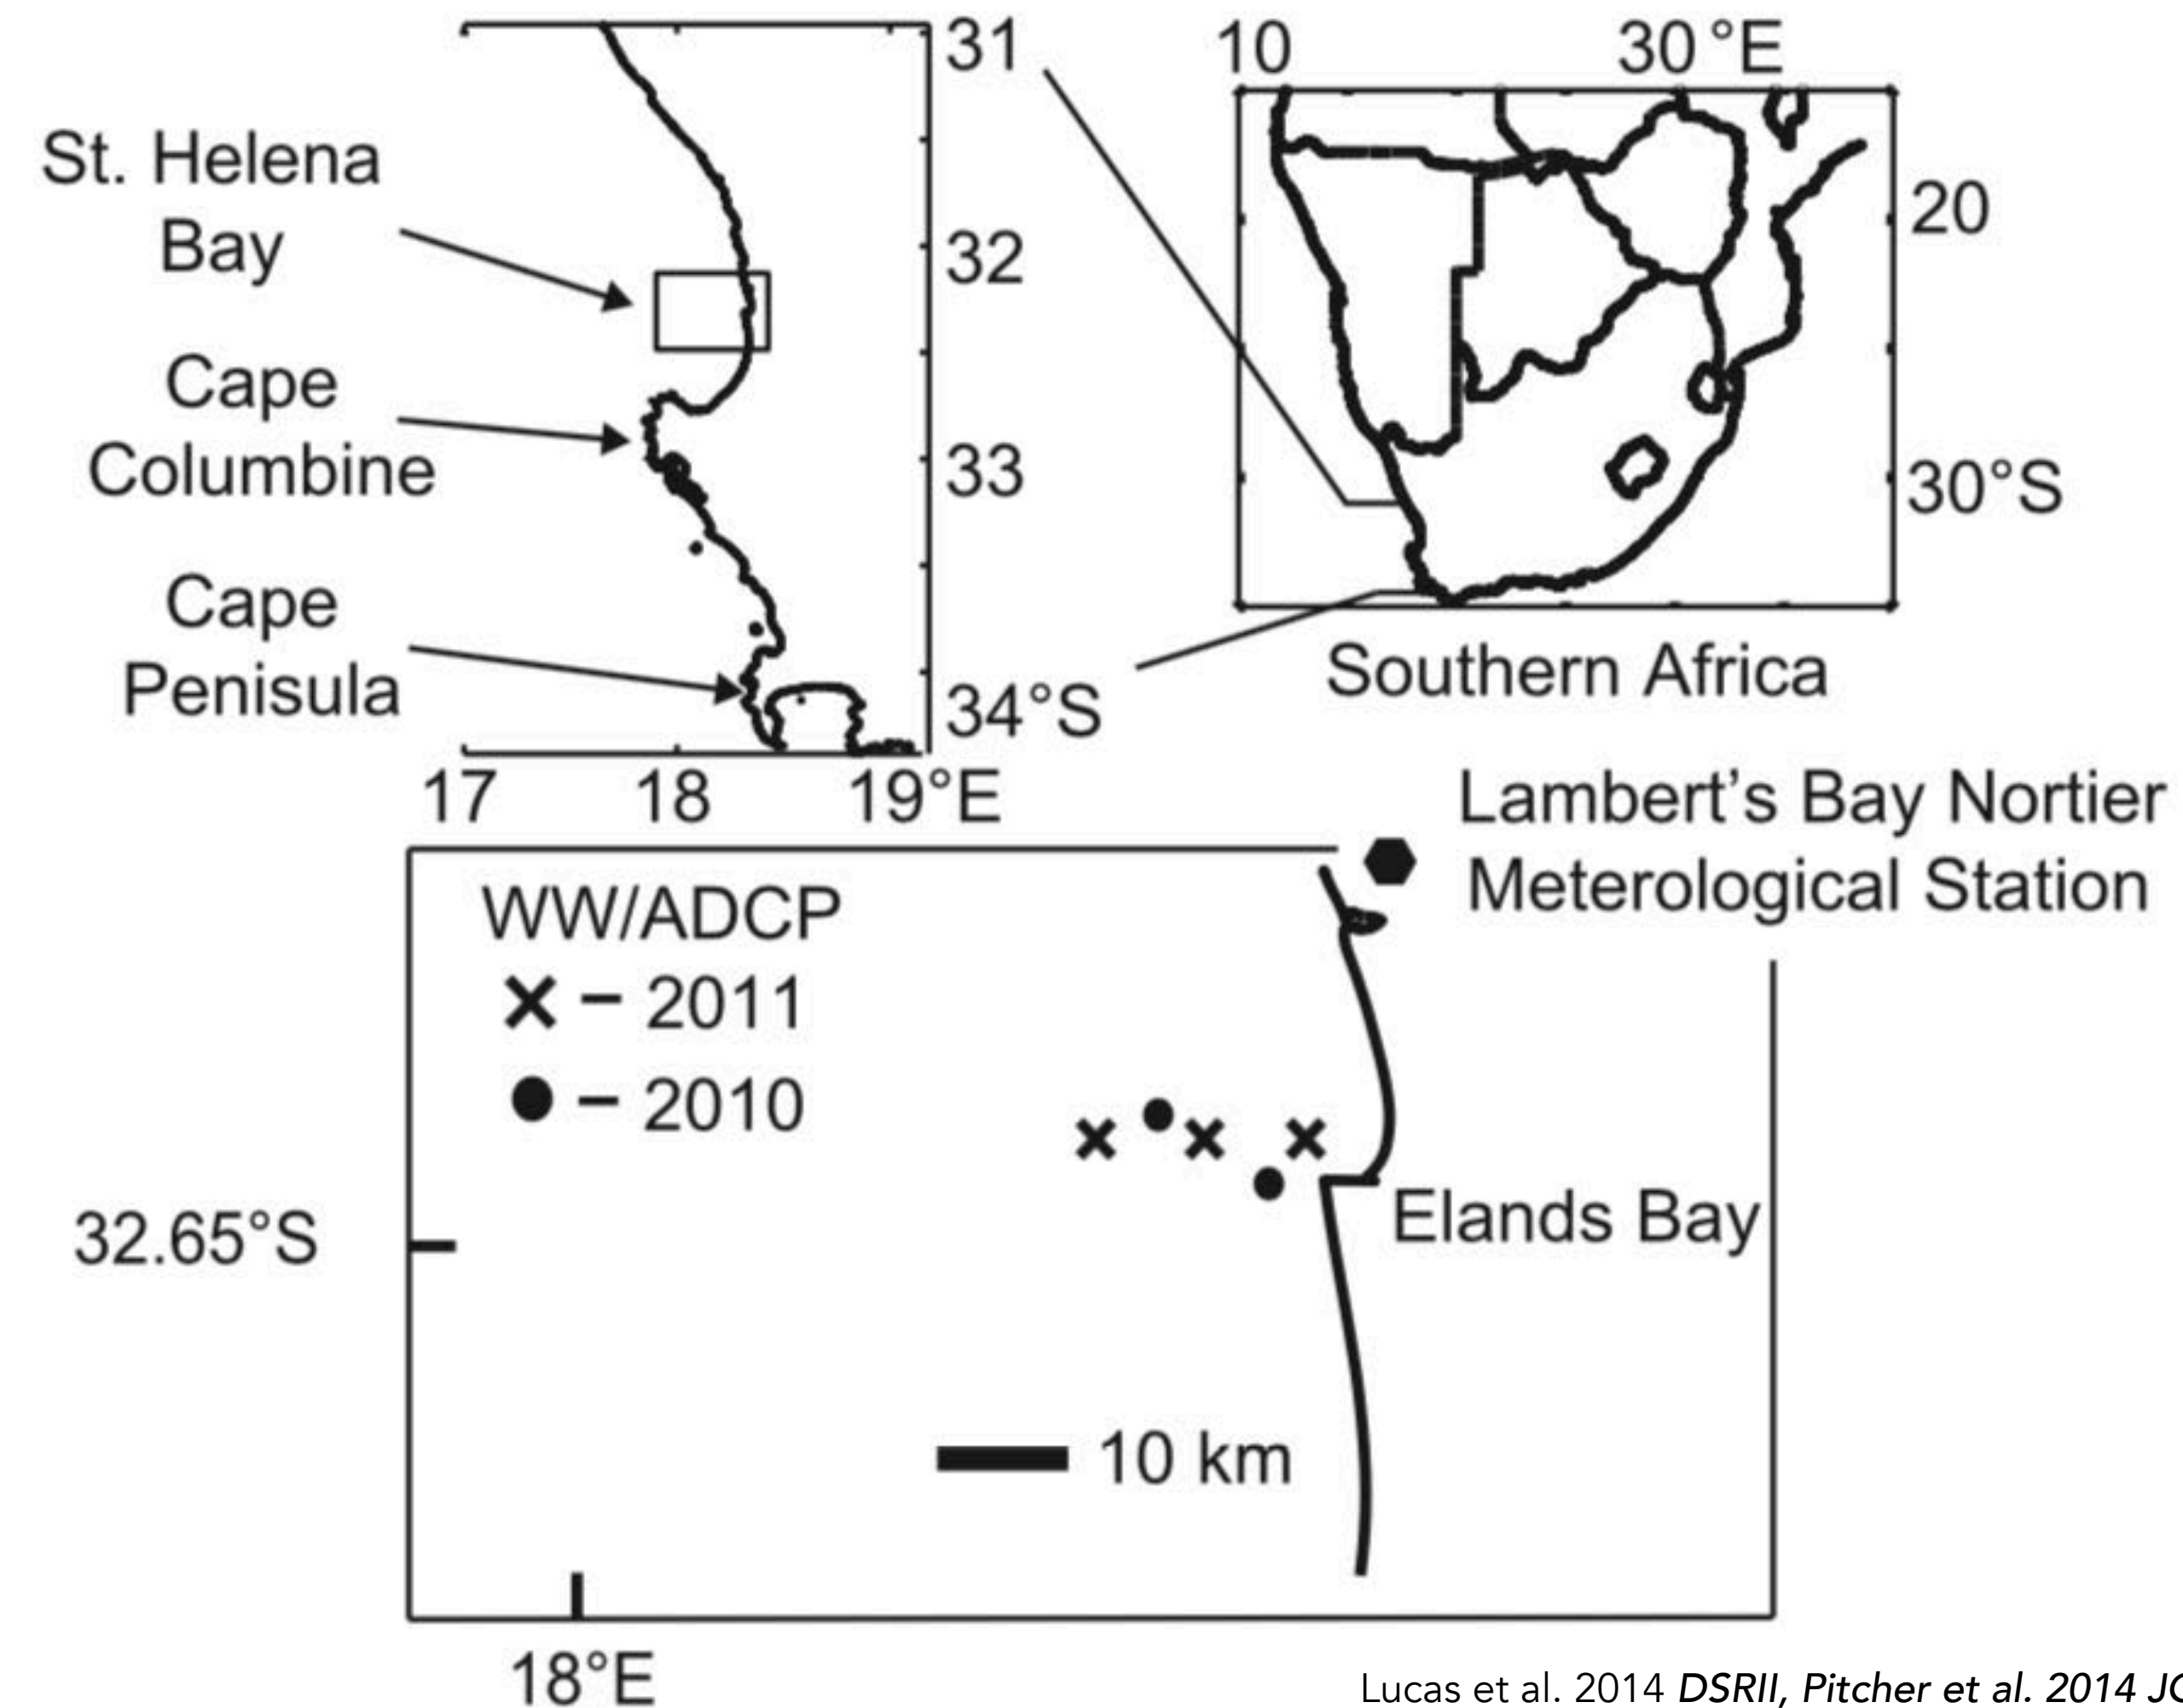 31
10
30 °E
St. Helena
Bay
20
32
Cape
Columbine
33
30°S
Cape
Penisula
34°S
Southern Africa
17
18
19°E
Lambert's Bay Nortier
Meterological Station
WW/ADCP
× – 2011
● – 2010
Elands Bay
32.65°S
10 km
18°E
Lucas et al. 2014 DSRII, Pitcher et al. 2014